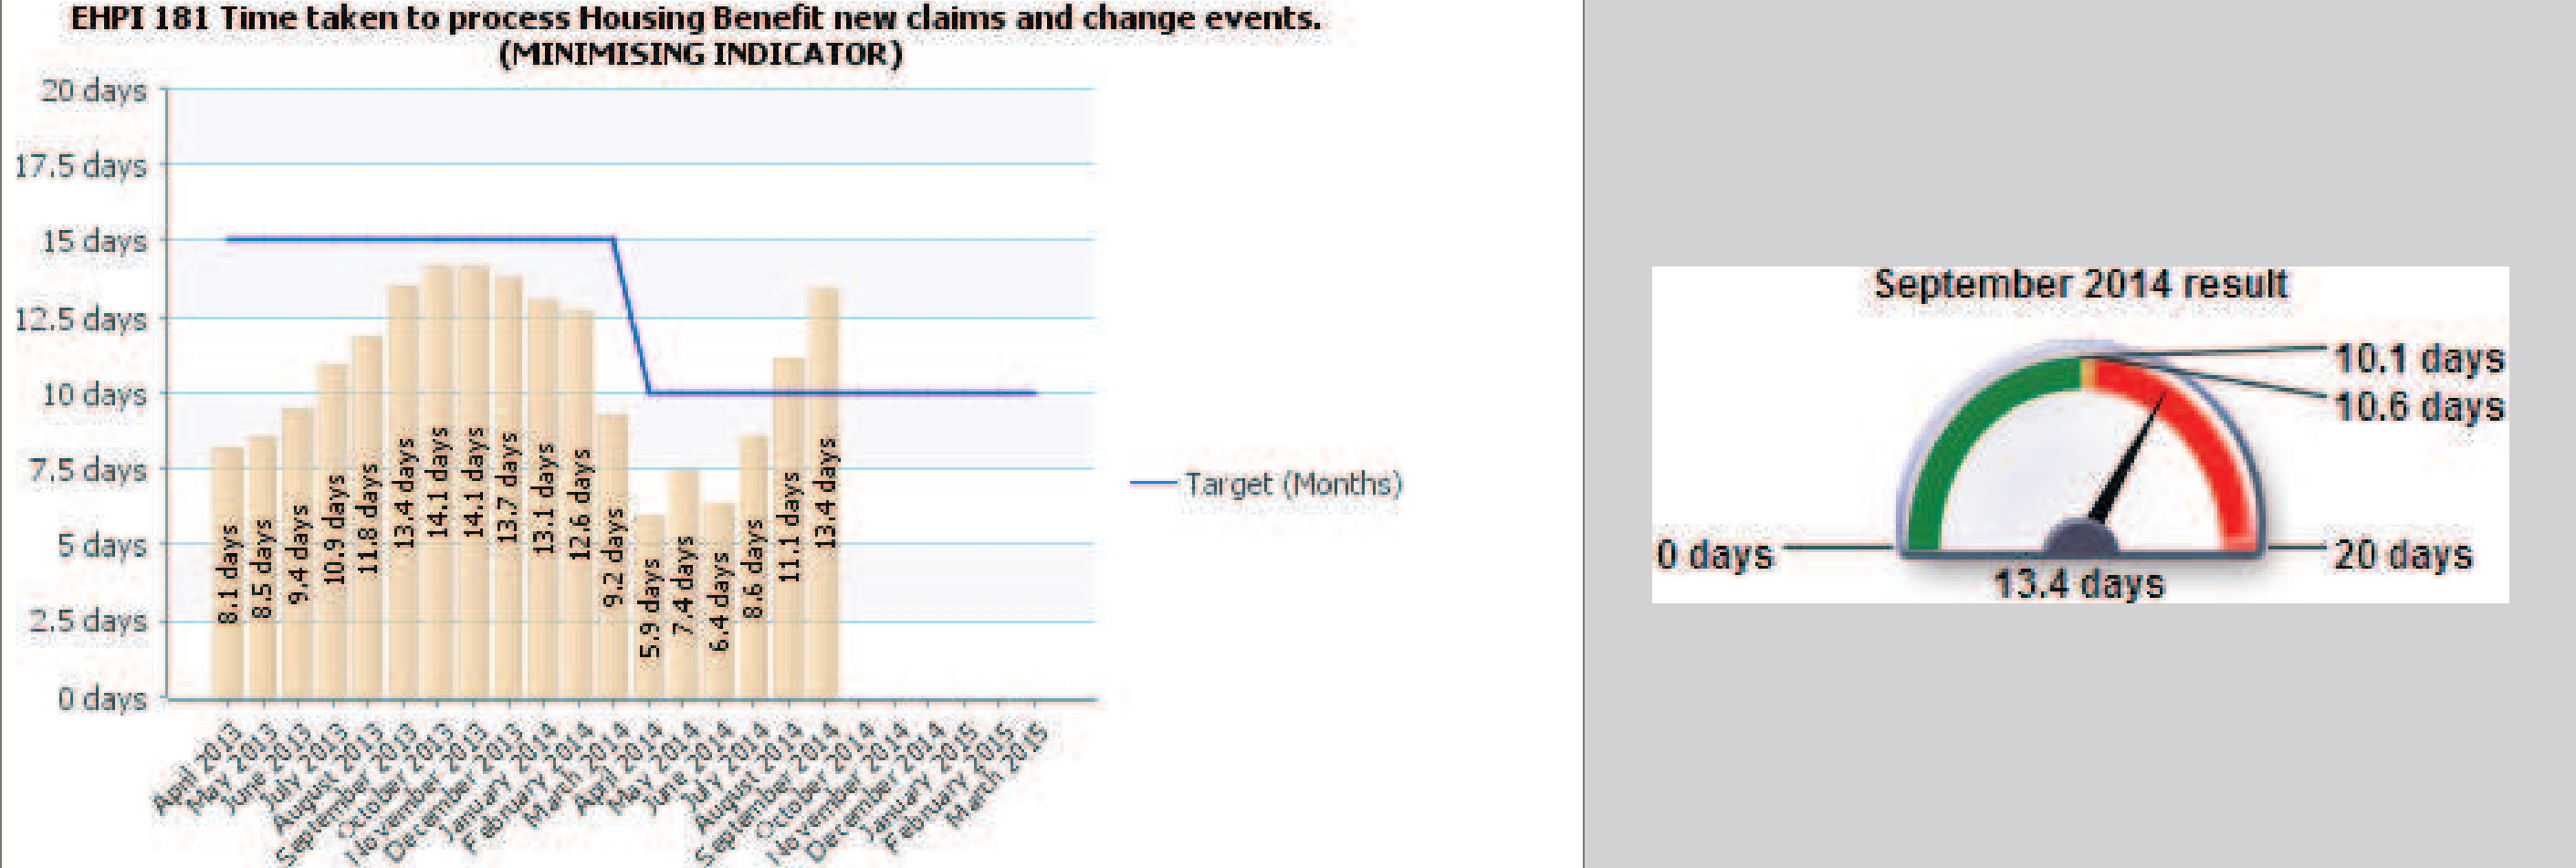 EHPI 181 Time taken to process Housing Benefit new claims and change events.
(MINIMISING INDICATOR)
20 days
17.5 days
15 days
12.5 days
10 days
7.5 days
5 days
2.5 days
0 days
8.1 days
8.5 days
9.4 days
10.9 days
11.8 days
13.4 days
14.1 days
14.1 days
13.7 days
13.1 days
12.6 days
9.2 days
5.9 days
7.4 days
6.4 days
8.6 days
11.1 days
13.4 days
April 2013
May 2013
June 2013
July 2013
August 2013
September 2013
October 2013
November 2013
December 2013
January 2014
February 2014
March 2014
April 2014
May 2014
June 2014
July 2014
August 2014
September 2014
October 2014
November 2014
December 2014
January 2015
February 2015
March 2015
Target (Months)
September 2014 result
10.1 days
10.6 days
0 days
20 days
13.4 days